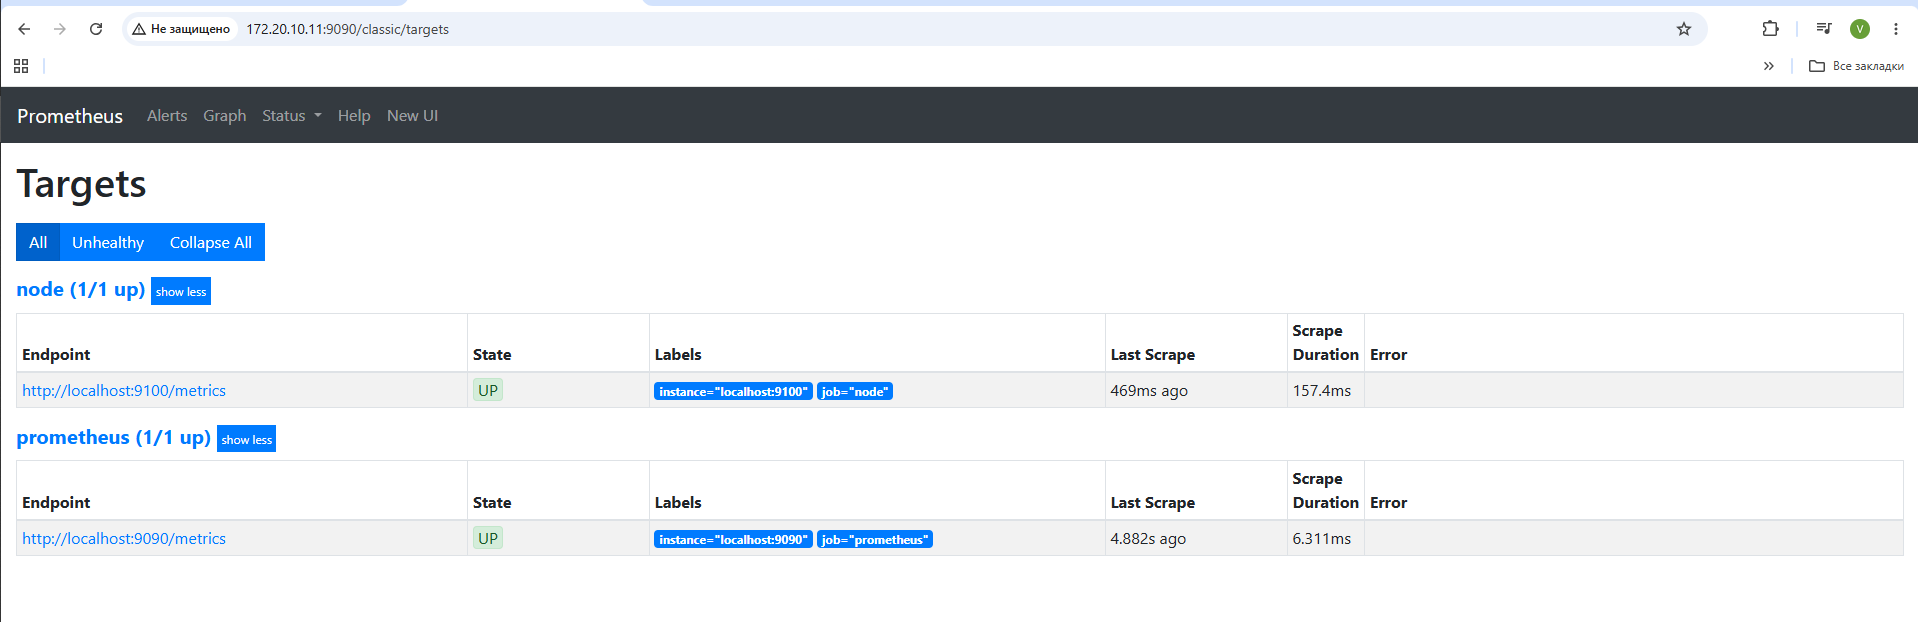 Не защищено 172.20.10.11:9090/classic/targets
V
Все закладки
Prometheus Alerts Graph Status Help New UI
Targets
All Unhealthy Collapse All
node (1/1 up) show less
Endpoint State Labels Last Scrape Scrape Duration Error
http://localhost:9100/metrics UP instance="localhost:9100" job="node" 469ms ago 157.4ms
prometheus (1/1 up) show less
Endpoint State Labels Last Scrape Scrape Duration Error
http://localhost:9090/metrics UP instance="localhost:9090" job="prometheus" 4.882s ago 6.311ms